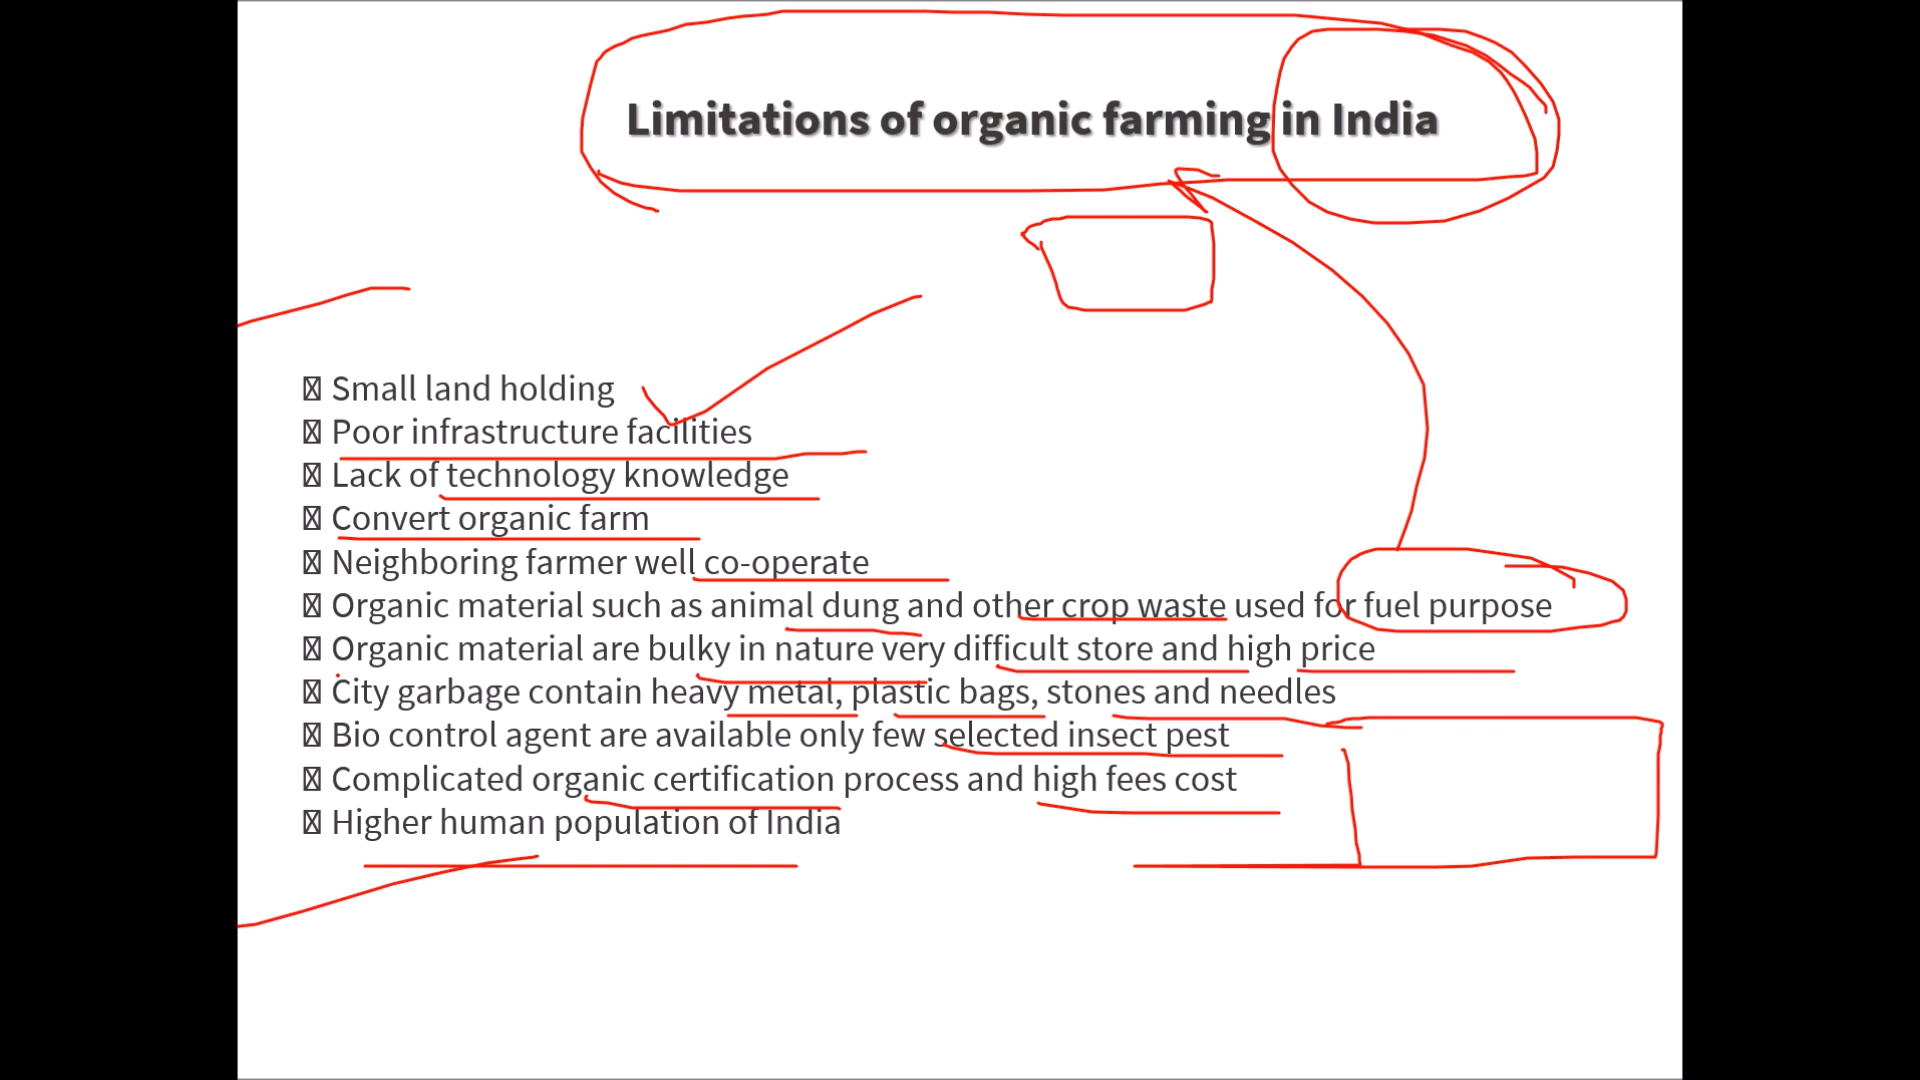 Limitations of organic farming in India
Small land holding
Poor infrastructure facilities
Lack of technology knowledge
Convert organic farm
Neighboring farmer well co-operate
Organic material such as animal dung and other crop waste used for fuel purpose
Organic material are bulky in nature very difficult store and high price
City garbage contain heavy metal, plastic bags, stones and needles
Bio control agent are available only few selected insect pest
Complicated organic certification process and high fees cost
Higher human population of India